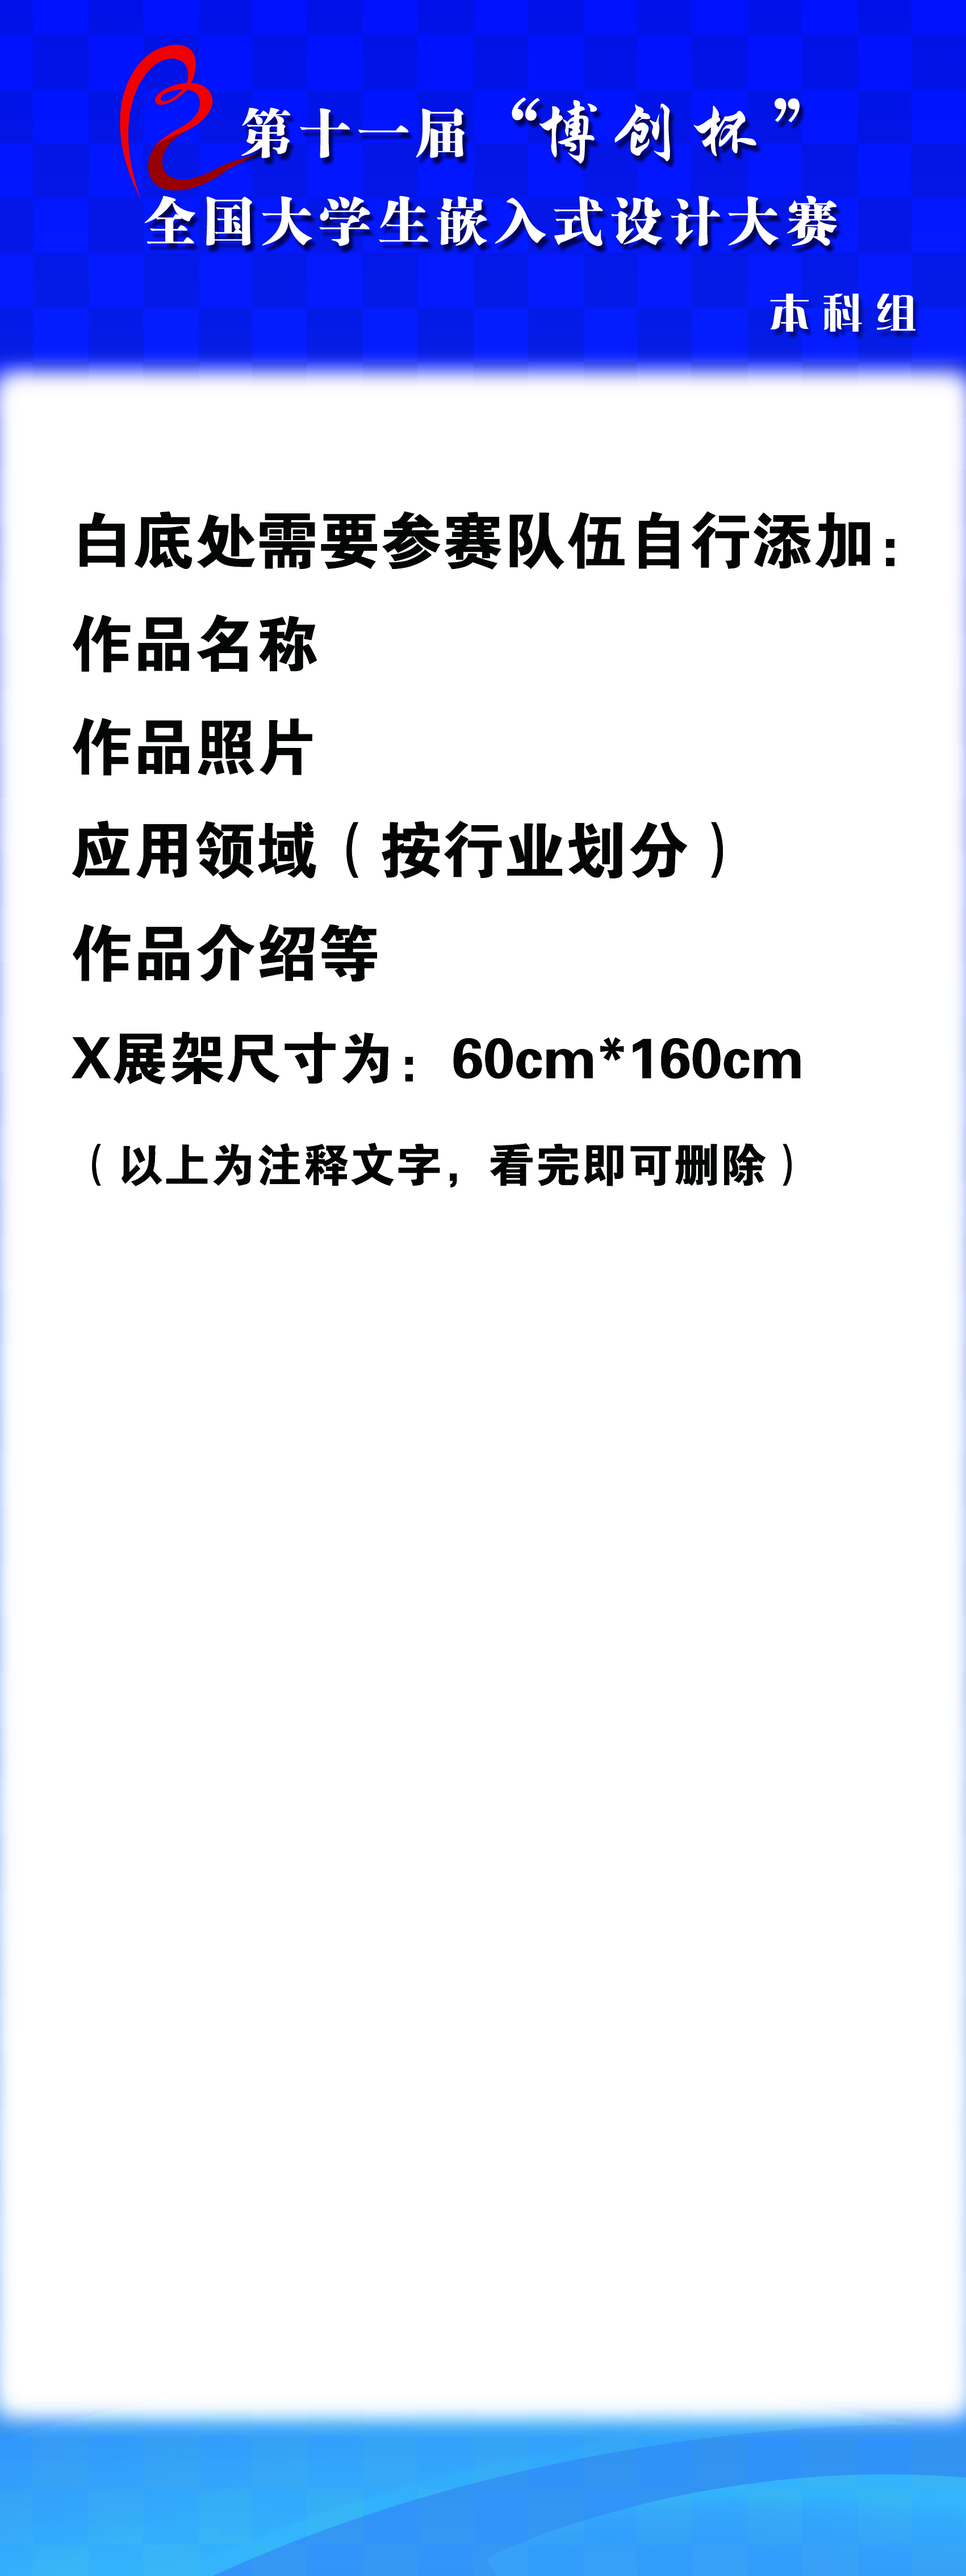 第十一届“博创杯”
全国大学生嵌入式设计大赛
本科组
白底处需要参赛队伍自行添加：
作品名称
作品照片
应用领域（按行业划分）
作品介绍等
X展架尺寸为：60cm*160cm
（以上为注释文字，看完即可删除）